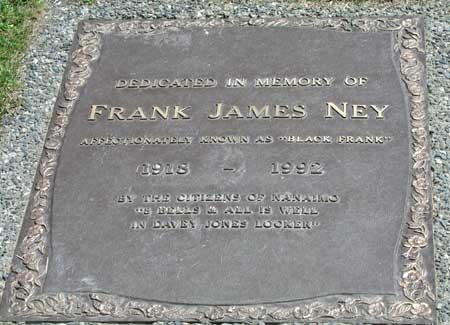 DEDICATED IN MEMORY OF
FRANK JAMES NEY
AFFECTIONATELY KNOWN AS "BLACK FRANK"
1918 - 1992
BY THE CITIZENS OF NANAIMO
"8 BELLS & ALL IS WELL
IN DAVEY JONES LOCKER"